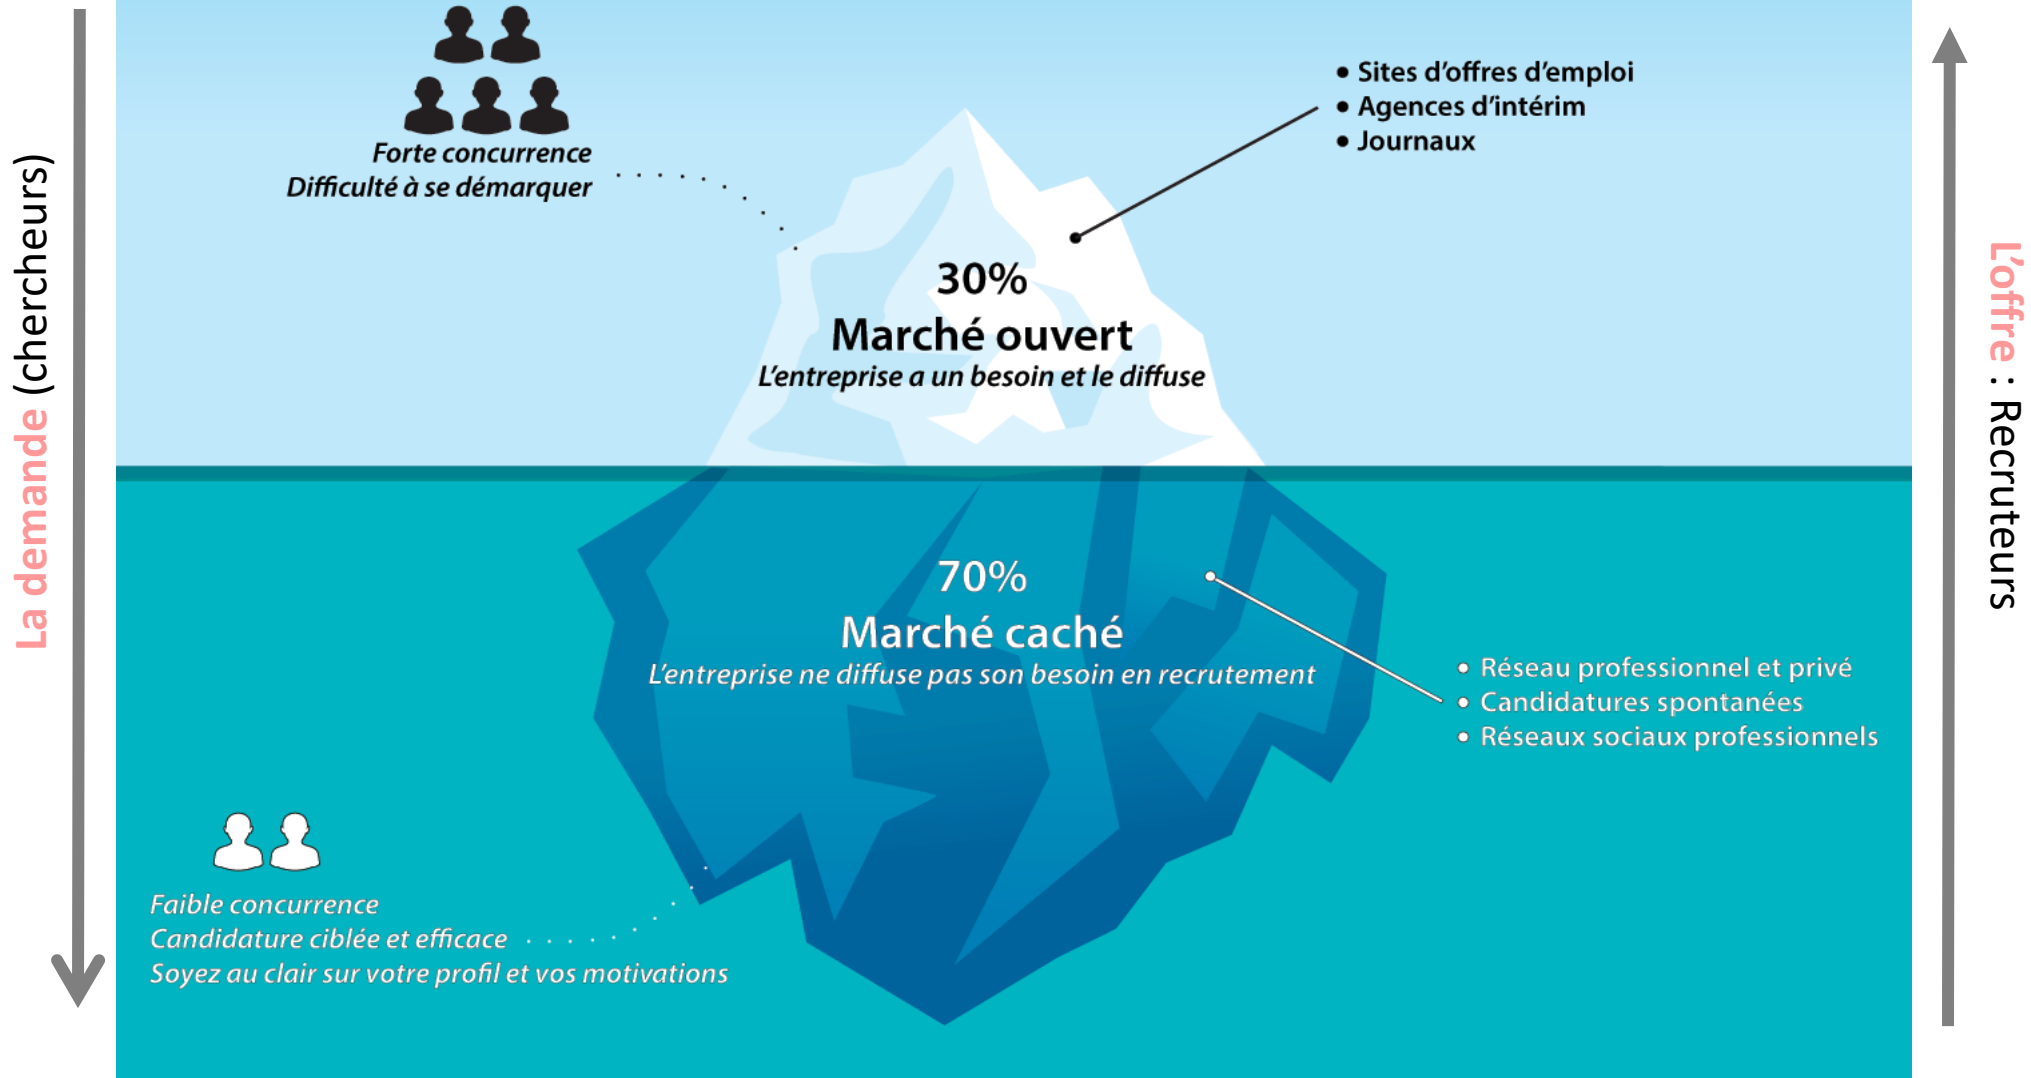 Forte concurrence
Difficulté à se démarquer
• Sites d'offres d'emploi
• Agences d'intérim
• Journaux
30%
Marché ouvert
L'entreprise a un besoin et le diffuse
La demande (chercheurs)
L'offre : Recruteurs
70%
Marché caché
L'entreprise ne diffuse pas son besoin en recrutement
• Réseau professionnel et privé
• Candidatures spontanées
• Réseaux sociaux professionnels
Faible concurrence
Candidature ciblée et efficace
Soyez au clair sur votre profil et vos motivations